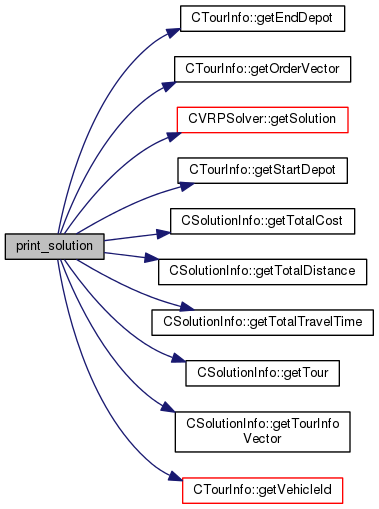 print_solution
CTourInfo::getEndDepot
CTourInfo::getOrderVector
CVRPSolver::getSolution
CTourInfo::getStartDepot
CSolutionInfo::getTotalCost
CSolutionInfo::getTotalDistance
CSolutionInfo::getTotalTravelTime
CSolutionInfo::getTour
CSolutionInfo::getTourInfo
Vector
CTourInfo::getVehicleId